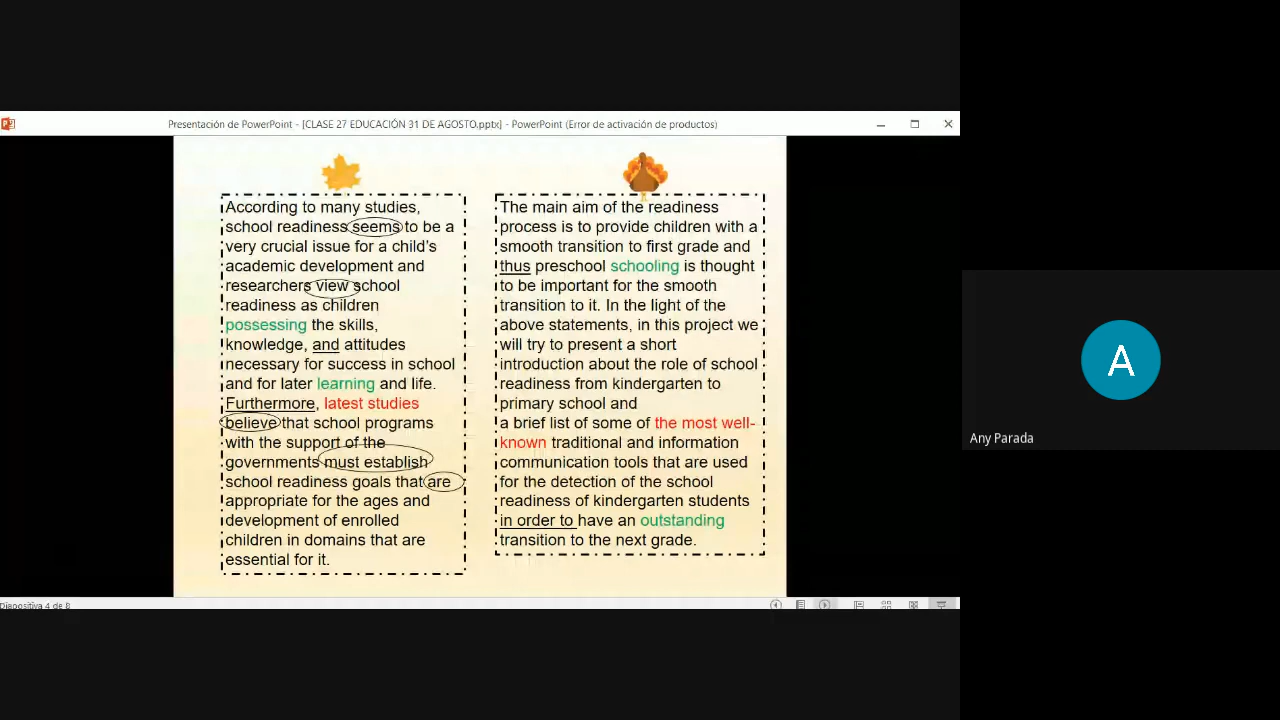 Presentación de PowerPoint - [CLASE 27 EDUCACIÓN 31 DE AGOSTO.pptx] - PowerPoint (Error de activación de productos)
According to many studies,
school readiness seems to be a
very crucial issue for a child's
academic development and
researchers view school
readiness as children
possessing the skills,
knowledge, and attitudes
necessary for success in school
and for later learning and life.
Furthermore, latest studies
believe that school programs
with the support of the
governments must establish
school readiness goals that are
appropriate for the ages and
development of enrolled
children in domains that are
essential for it.
The main aim of the readiness
process is to provide children with a
smooth transition to first grade and
thus preschool schooling is thought
to be important for the smooth
transition to it. In the light of the
above statements, in this project we
will try to present a short
introduction about the role of school
readiness from kindergarten to
primary school and
a brief list of some of the most well-
known traditional and information
communication tools that are used
for the detection of the school
readiness of kindergarten students
in order to have an outstanding
transition to the next grade.
Diapositiva 4 de 8
A
Any Parada